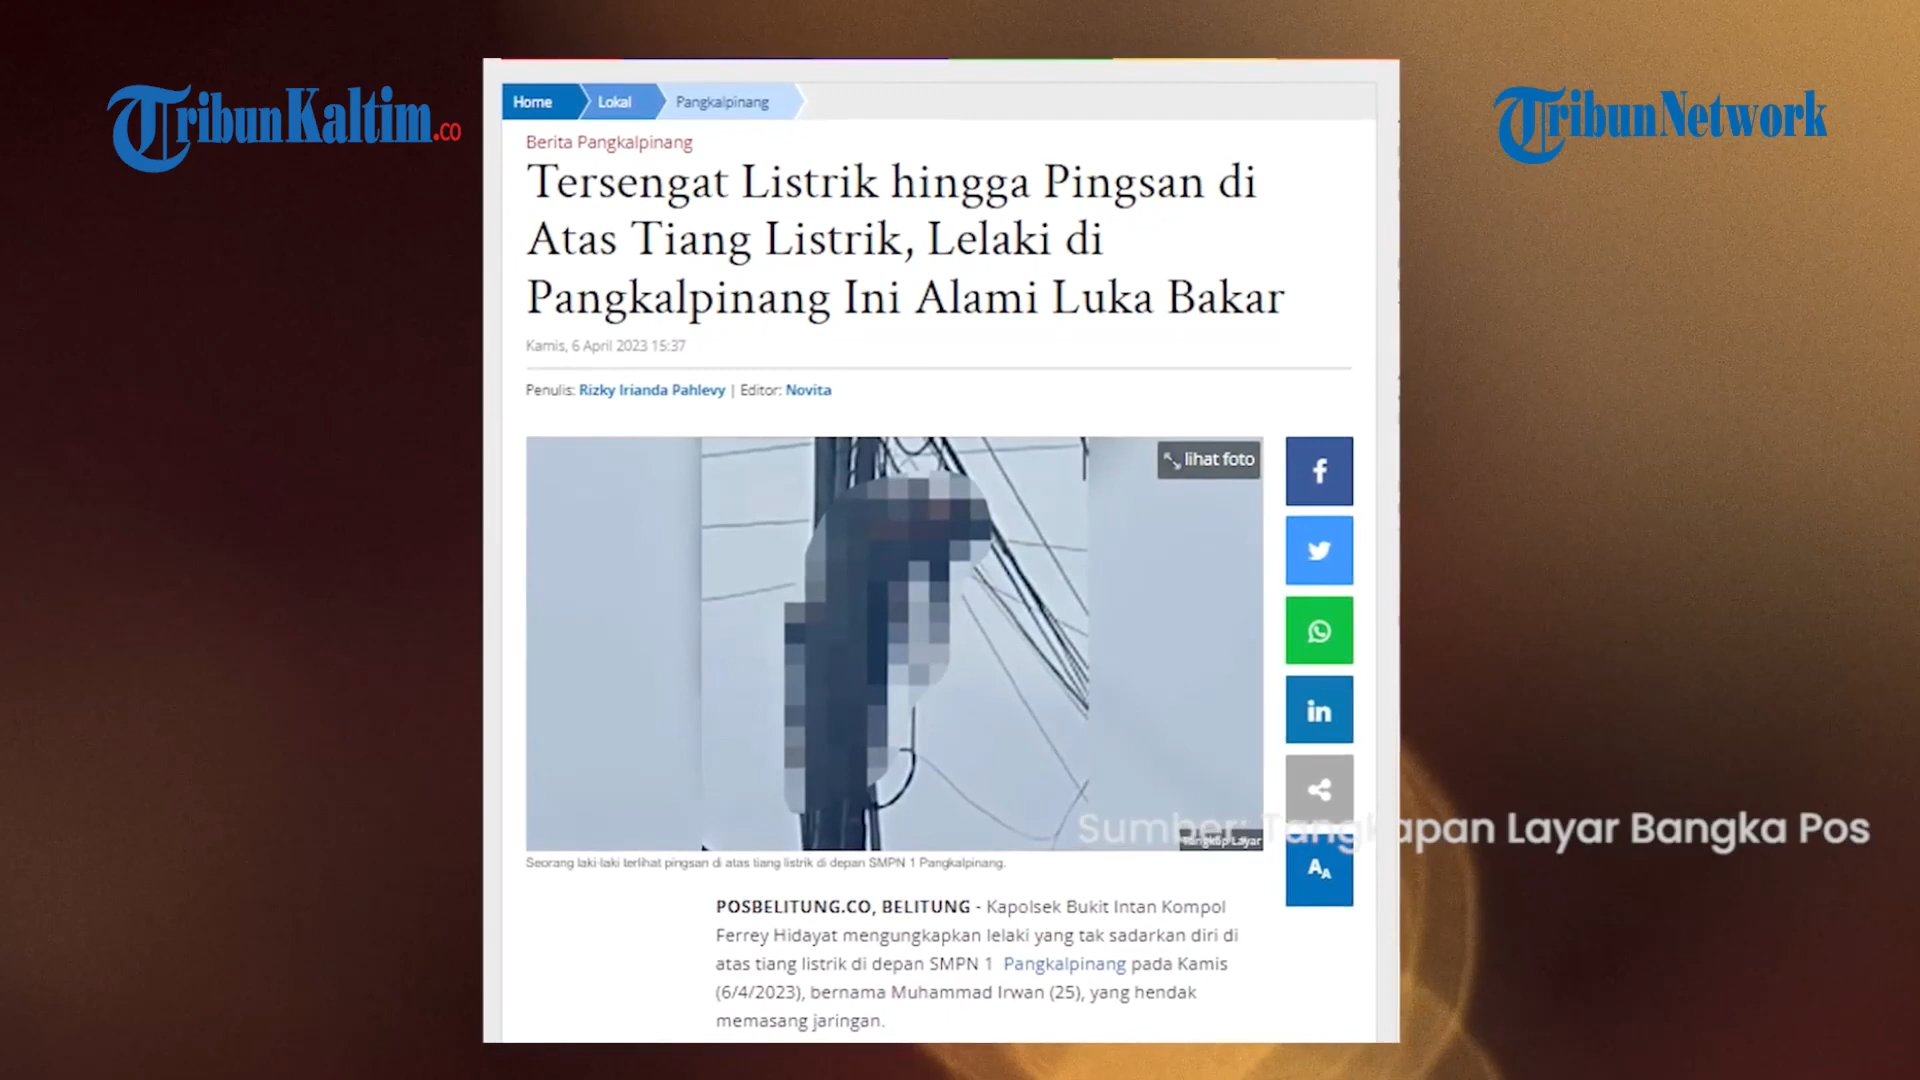 TribunKaltim.co
TribunNetwork
Home
Lokal
Pangkalpinang
Berita Pangkalpinang
Tersengat Listrik hingga Pingsan di
Atas Tiang Listrik, Lelaki di
Pangkalpinang Ini Alami Luka Bakar
Kamis, 6 April 2023 15:37
Penulis: Rizky Irianda Pahlevy | Editor: Novita
lihat foto
Sumber: Tangkapan Layar Bangka Pos
Tangkap Layar
AA
Seorang laki-laki terlihat pingsan di atas tiang listrik di depan SMPN 1 Pangkalpinang.
POSBELITUNG.CO, BELITUNG - Kapolsek Bukit Intan Kompol
Ferrey Hidayat mengungkapkan lelaki yang tak sadarkan diri di
atas tiang listrik di depan SMPN 1 Pangkalpinang pada Kamis
(6/4/2023), bernama Muhammad Irwan (25), yang hendak
memasang jaringan.